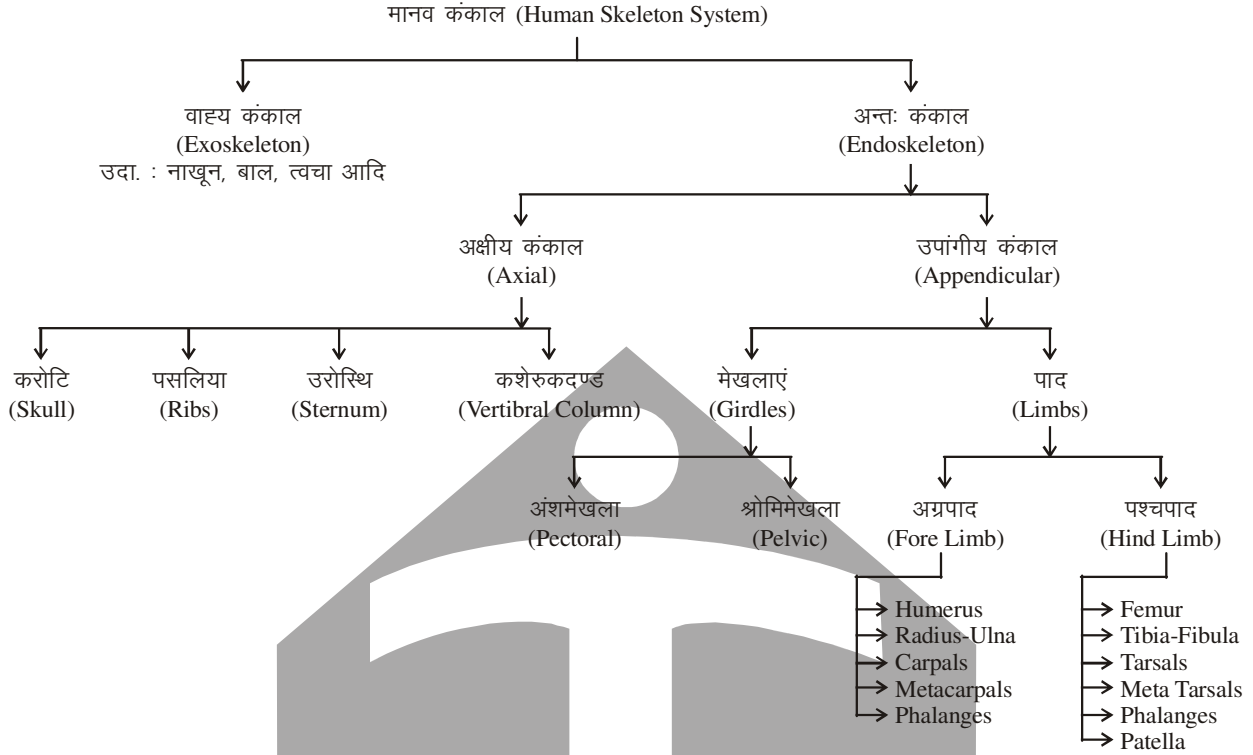 मानव कंकाल (Human Skeleton System)
वाह्य कंकाल
(Exoskeleton)
उदा. : नाखून, बाल, त्वचा आदि
अन्तः कंकाल
(Endoskeleton)
अक्षीय कंकाल
(Axial)
उपांगीय कंकाल
(Appendicular)
करोटि
(Skull)
पसलिया
(Ribs)
उरोस्थि
(Sternum)
कशेरुकदण्ड
(Vertibral Column)
मेखलाएं
(Girdles)
पाद
(Limbs)
अंशमेखला
(Pectoral)
श्रोमिमेखला
(Pelvic)
अग्रपाद
(Fore Limb)
पश्चपाद
(Hind Limb)
Humerus
Radius-Ulna
Carpals
Metacarpals
Phalanges
Femur
Tibia-Fibula
Tarsals
Meta Tarsals
Phalanges
Patella